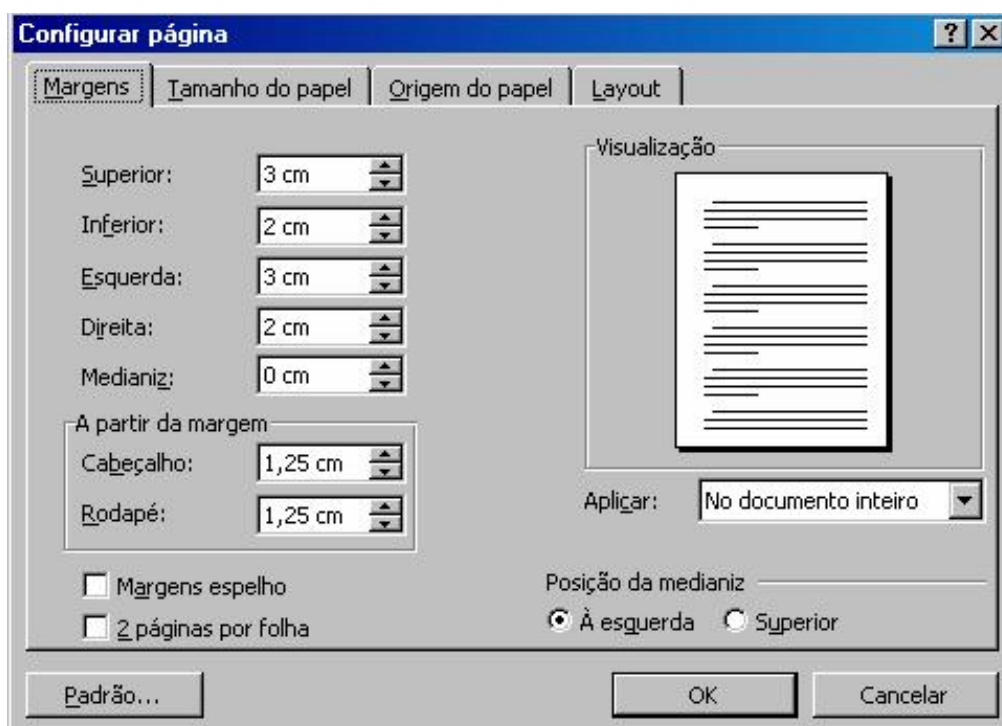 Configurar página
Margens Tamanho do papel Origem do papel Layout
Superior: 3 cm
Inferior: 2 cm
Esquerda: 3 cm
Direita: 2 cm
Medianiz: 0 cm
A partir da margem
Cabeçalho: 1,25 cm
Rodapé: 1,25 cm
Margens espelho
2 páginas por folha
Visualização
Aplicar: No documento inteiro
Posição da medianiz
À esquerda Superior
Padrão... OK Cancelar